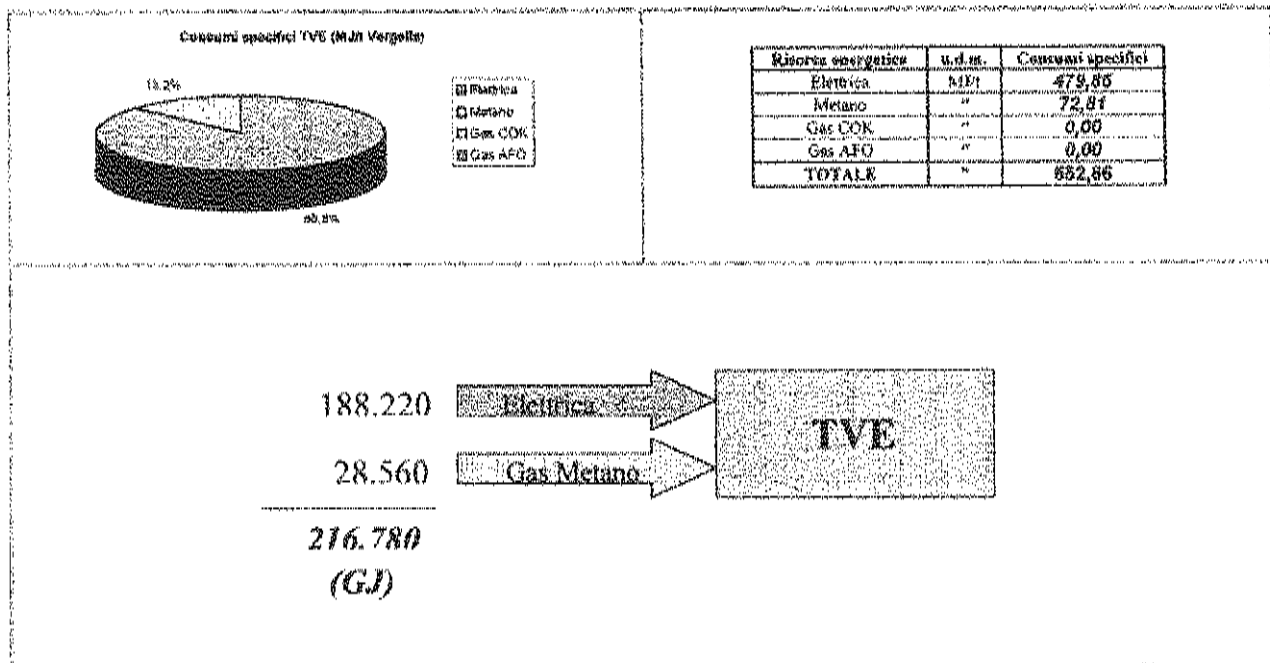 Consumi specifici TVE (MJ/t Vergella)
13,2%
86,8%
Elettrica
Metano
Gas COK
Gas AFO
Risorsa energetica u.d.m. Consumi specifici
Elettrica MJ/t 479,85
Metano " 72,81
Gas COK " 0,00
Gas AFO " 0,00
TOTALE " 552,66
188.220 Elettrica
28.560 Gas Metano
TVE
216.780
(GJ)